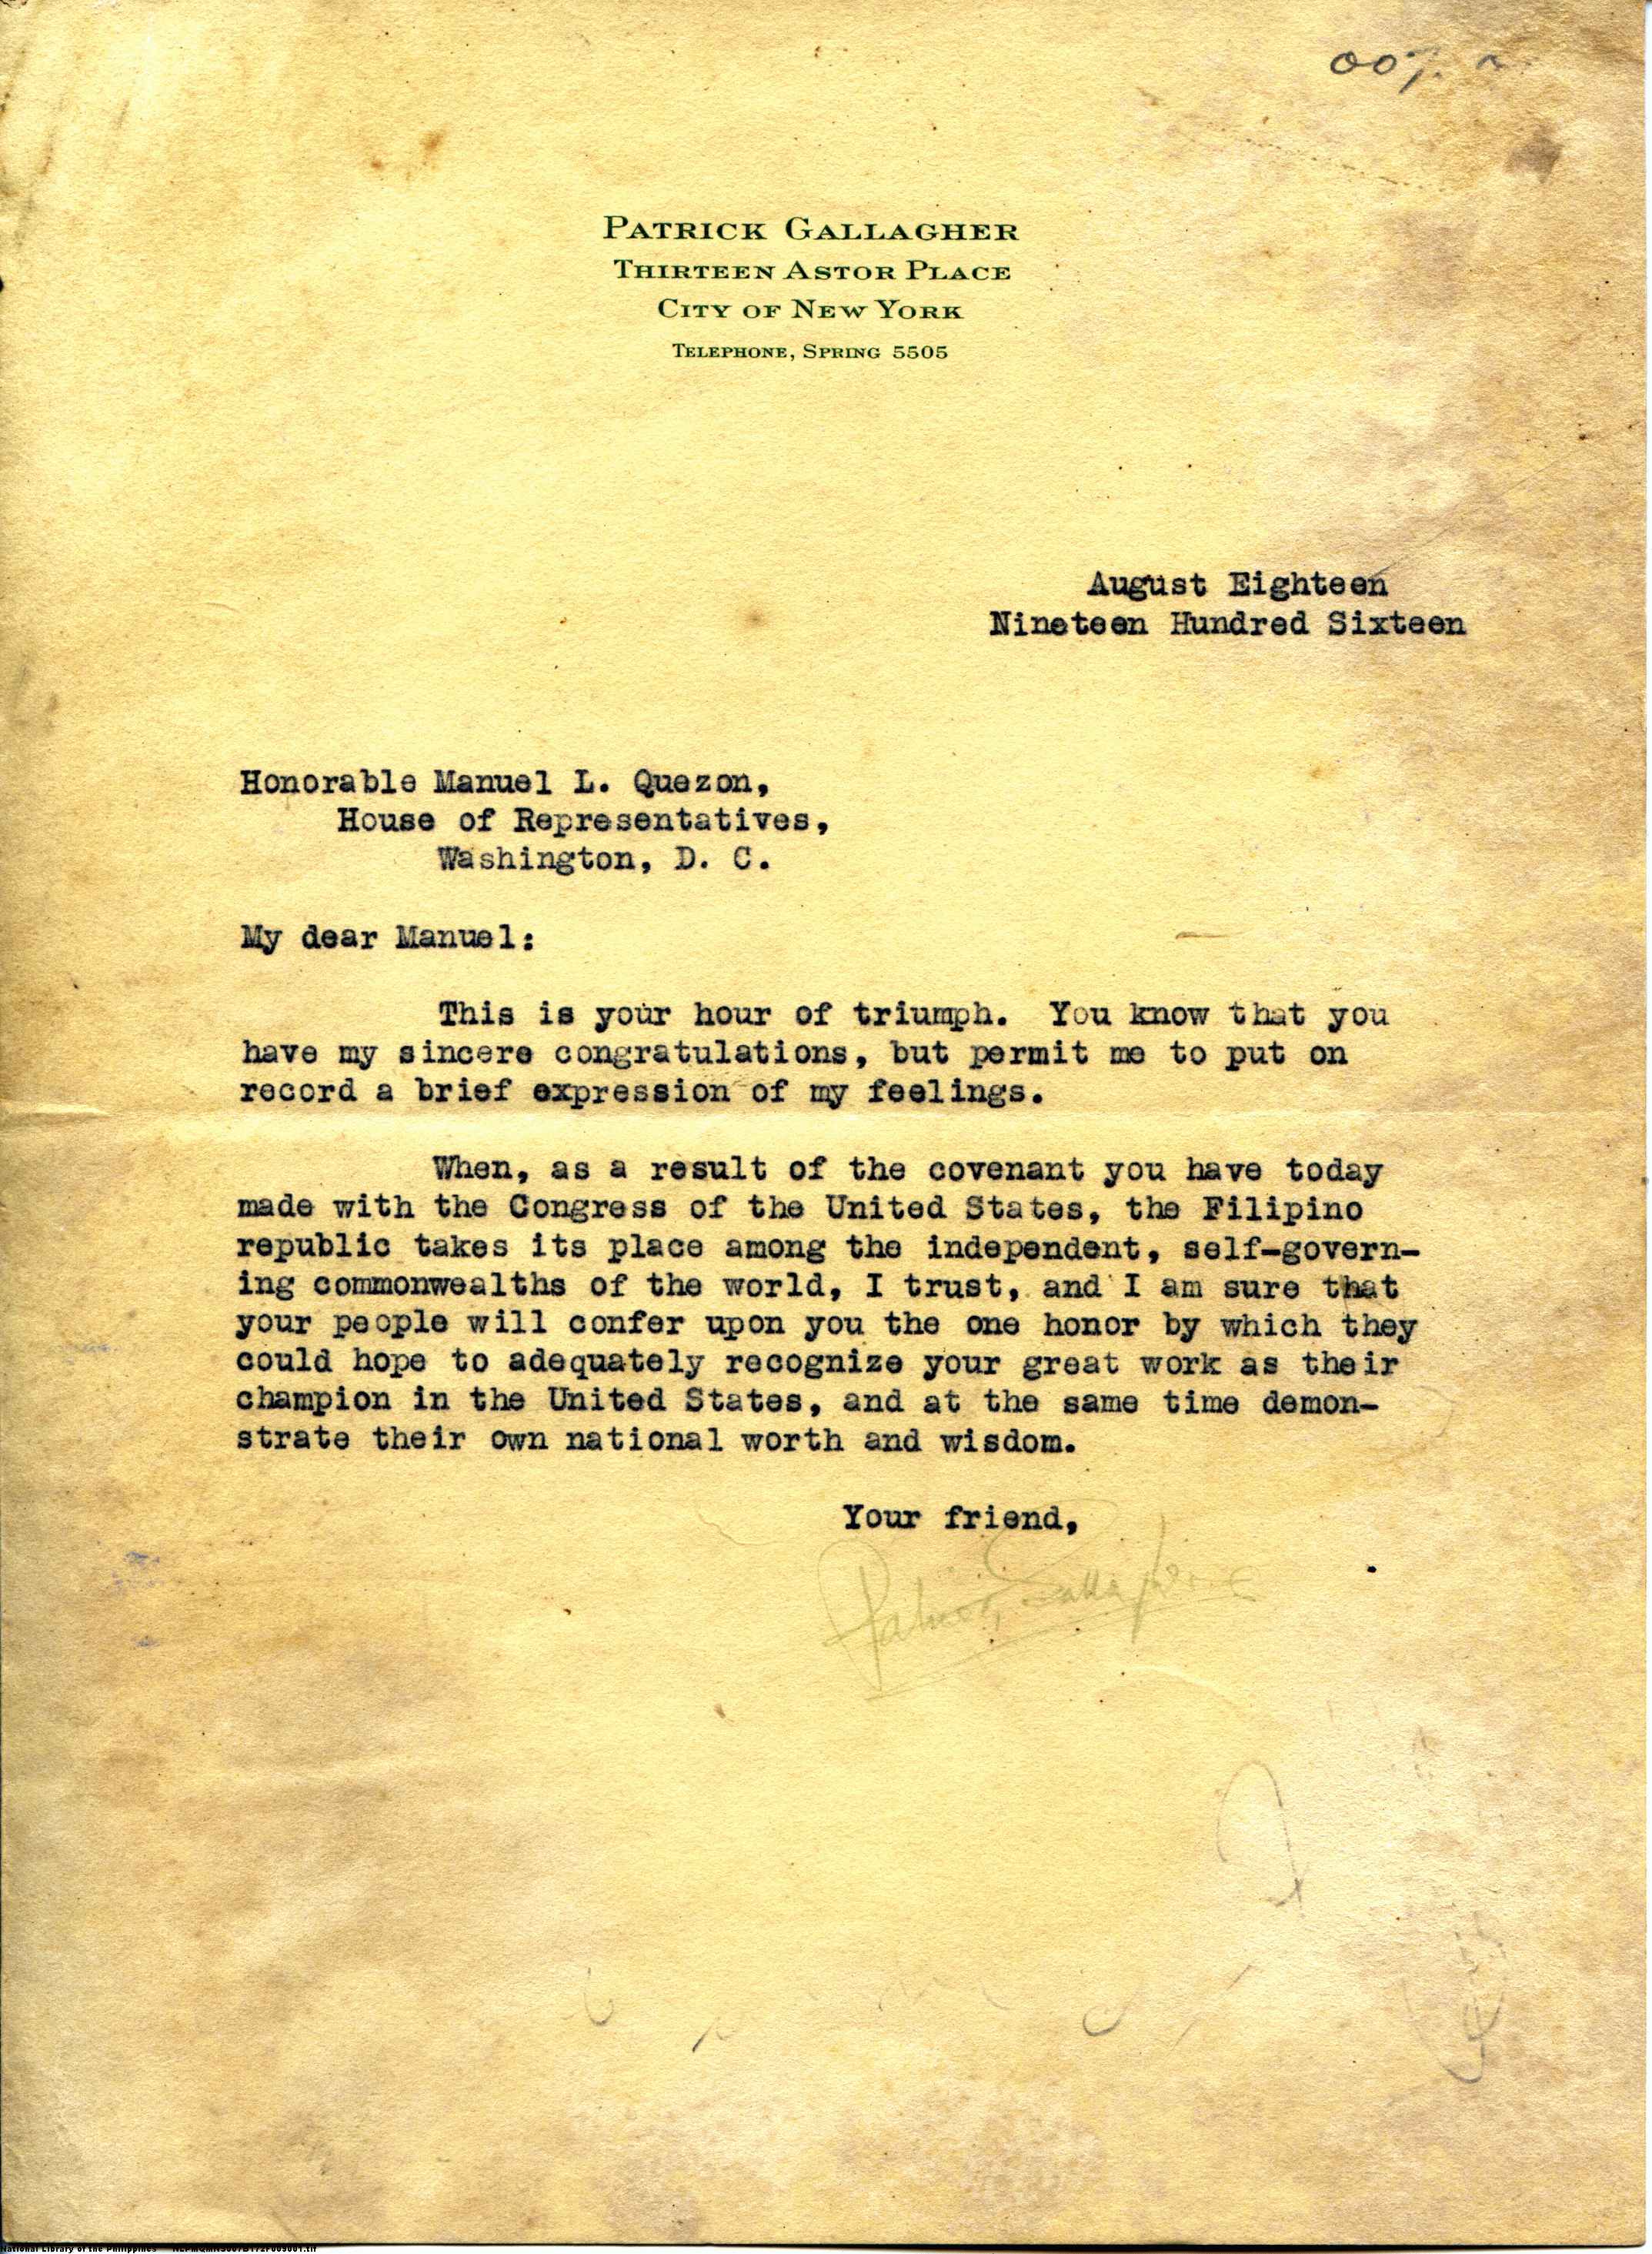 PATRICK GALLAGHER
THIRTEEN ASTOR PLACE
CITY OF NEW YORK
TELEPHONE, SPRING 5505
August Eighteen
Nineteen Hundred Sixteen
Honorable Manuel L. Quezon,
House of Representatives,
Washington, D. C.
My dear Manuel:
This is your hour of triumph. You know that you
have my sincere congratulations, but permit me to put on
record a brief expression of my feelings.
When, as a result of the covenant you have today
made with the Congress of the United States, the Filipino
republic takes its place among the independent, self-govern-
ing commonwealths of the world, I trust, and I am sure that
your people will confer upon you the one honor by which they
could hope to adequately recognize your great work as their
champion in the United States, and at the same time demon-
strate their own national worth and wisdom.
Your friend,
Patrick Gallagher
National Library of the Philippines